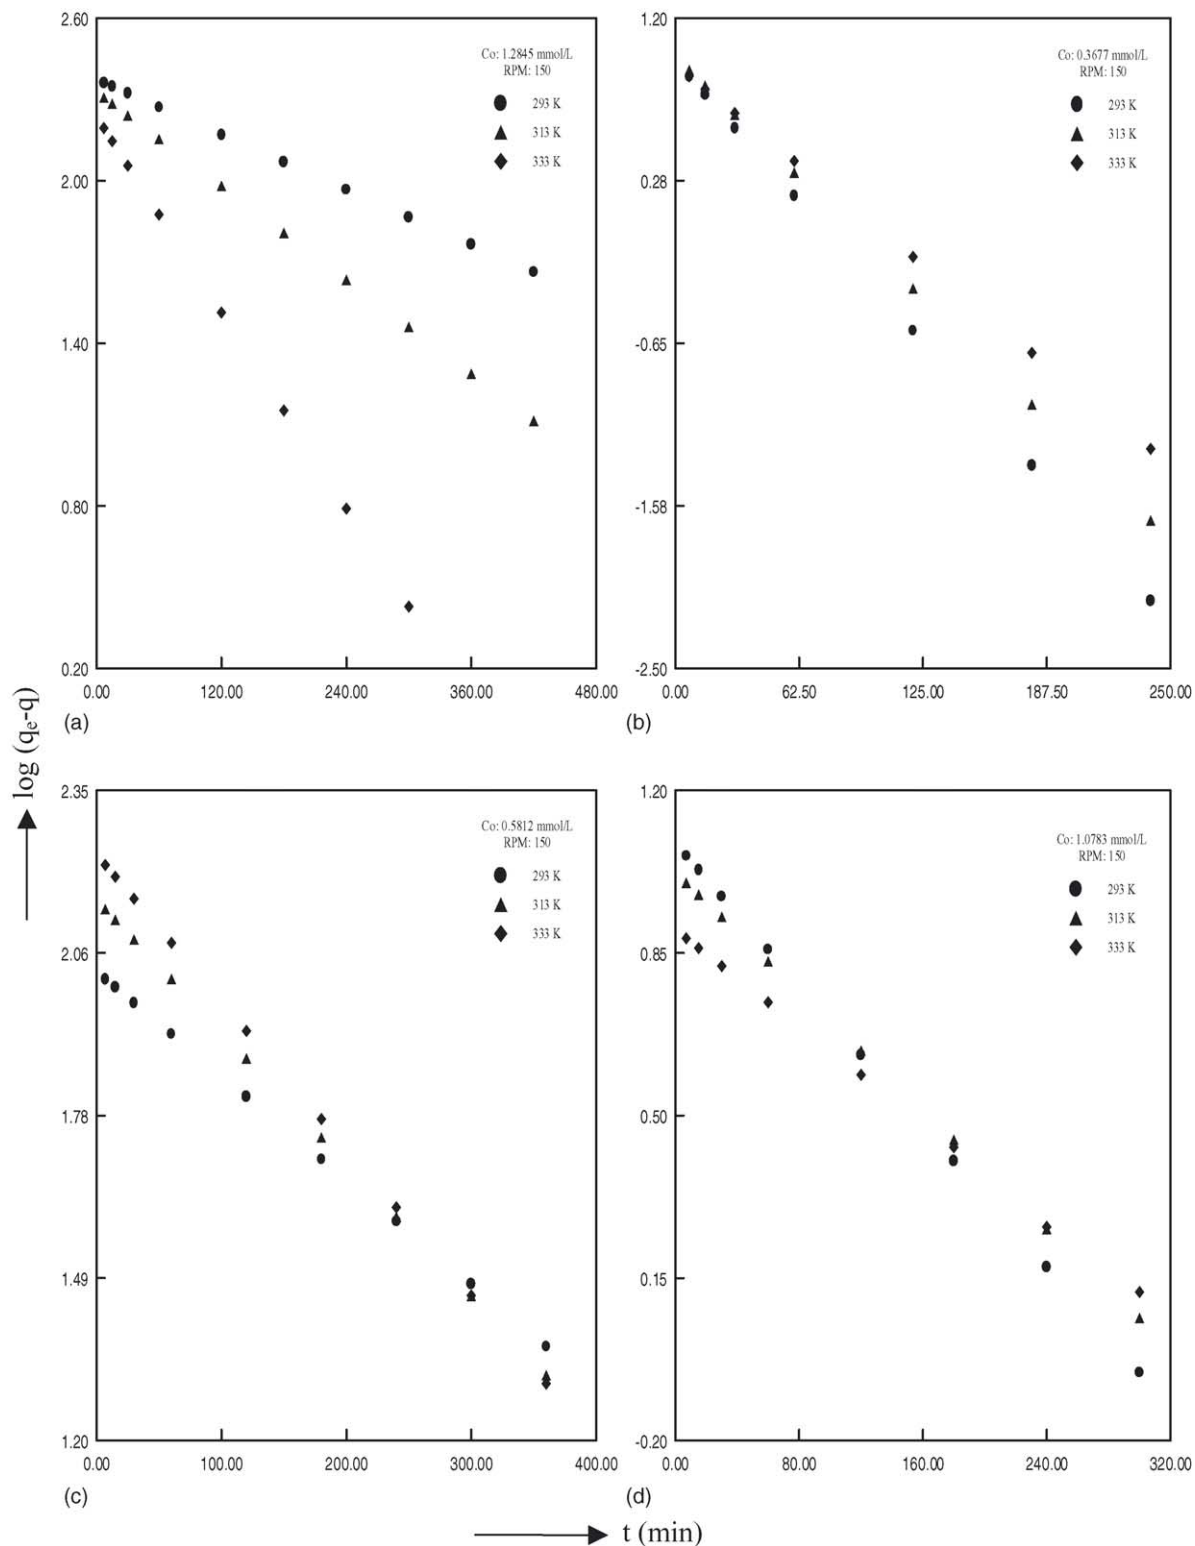 2.60
2.00
1.40
0.80
0.20
0.00 120.00 240.00 360.00 480.00
Co: 1.2845 mmol/L
RPM: 150
293 K
313 K
333 K
(a)
1.20
0.28
-0.65
-1.58
-2.50
0.00 62.50 125.00 187.50 250.00
Co: 0.3677 mmol/L
RPM: 150
293 K
313 K
333 K
(b)
log (qe-q)
2.35
2.06
1.78
1.49
1.20
0.00 100.00 200.00 300.00 400.00
Co: 0.5812 mmol/L
RPM: 150
293 K
313 K
333 K
(c)
1.20
0.85
0.50
0.15
-0.20
0.00 80.00 160.00 240.00 320.00
Co: 1.0783 mmol/L
RPM: 150
293 K
313 K
333 K
(d)
t (min)